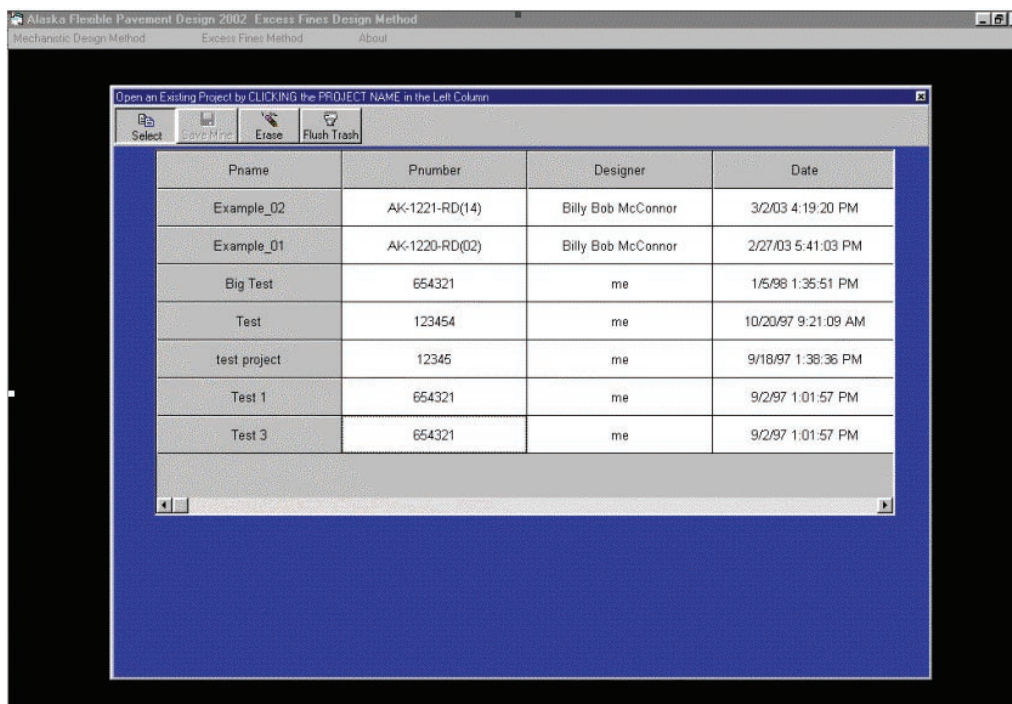 Alaska Flexible Pavement Design 2002 Excess Fines Design Method
Mechanistic Design Method Excess Fines Method About
Open an Existing Project by CLICKING the PROJECT NAME in the Left Column
Select Save Mine Erase Flush Trash
Pname Pnumber Designer Date
Example_02 AK-1221-RD(14) Billy Bob McConnor 3/2/03 4:19:20 PM
Example_01 AK-1220-RD(02) Billy Bob McConnor 2/27/03 5:41:03 PM
Big Test 654321 me 1/5/98 1:35:51 PM
Test 123454 me 10/20/97 9:21:09 AM
test project 12345 me 9/18/97 1:38:36 PM
Test 1 654321 me 9/2/97 1:01:57 PM
Test 3 654321 me 9/2/97 1:01:57 PM